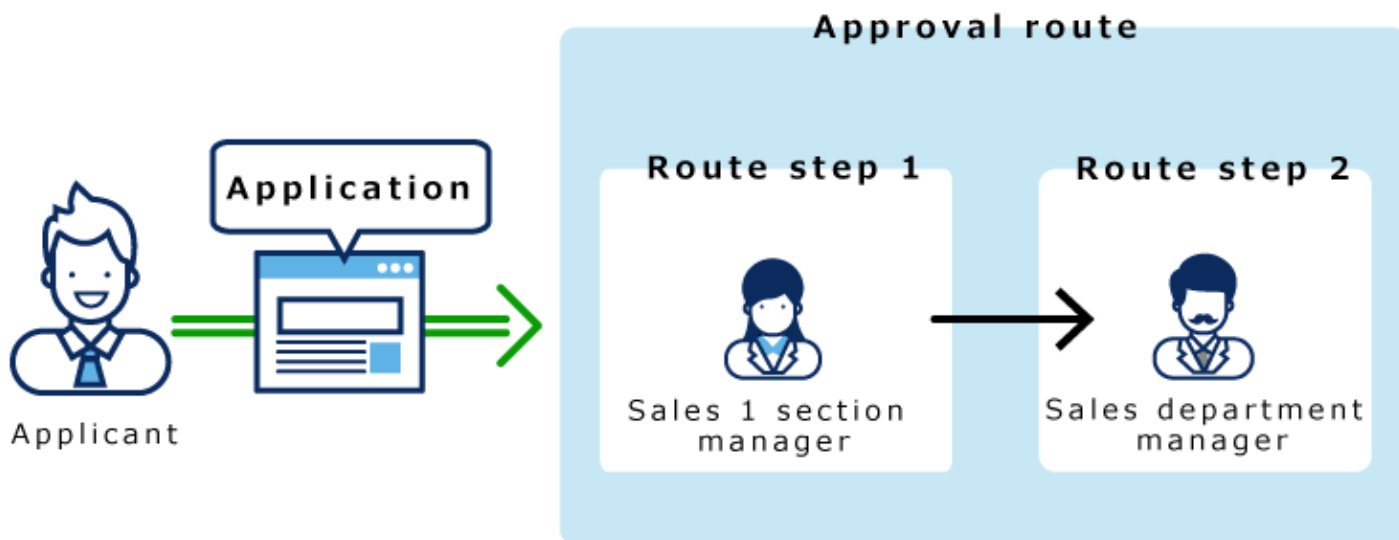 Approval route
Application
Applicant
Route step 1
Sales 1 section
manager
Route step 2
Sales department
manager